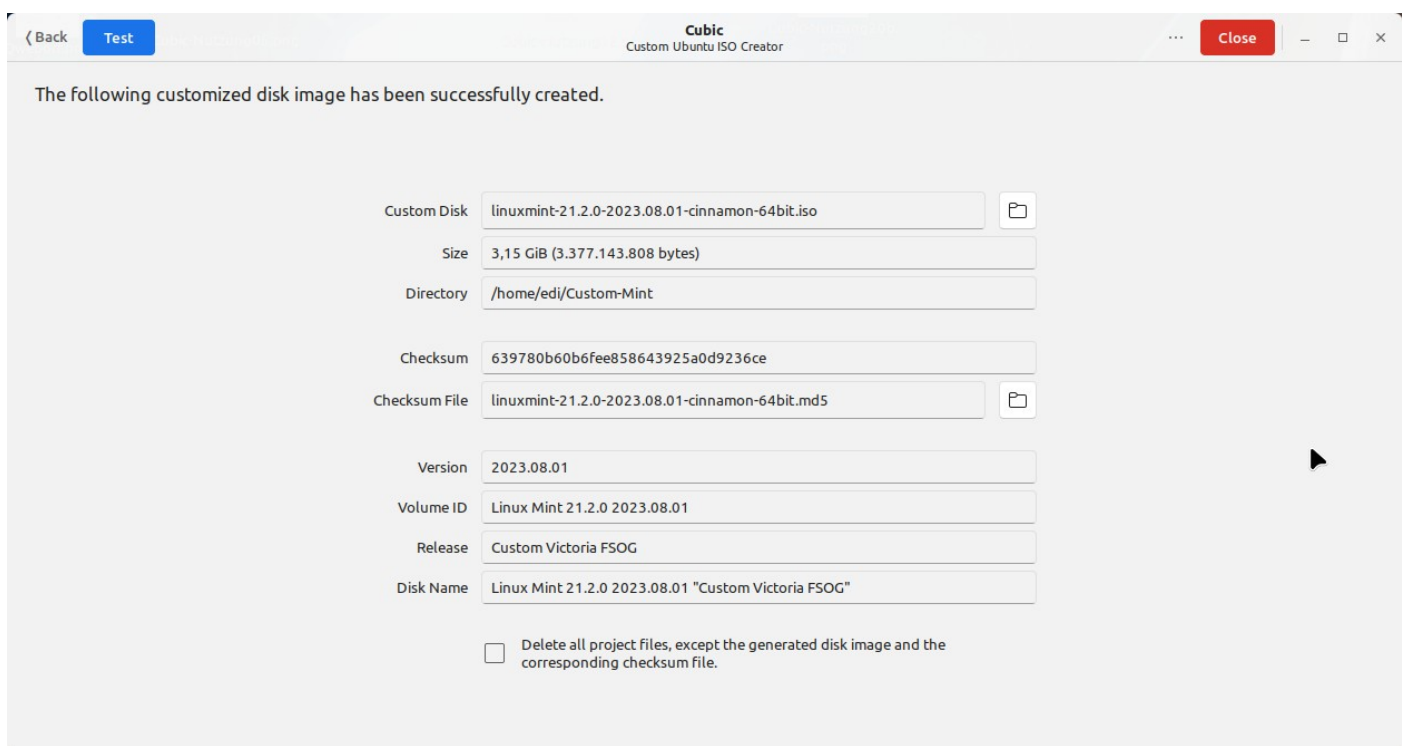 Back
Test
Cubic
Custom Ubuntu ISO Creator
...
Close
The following customized disk image has been successfully created.
Custom Disk linuxmint-21.2.0-2023.08.01-cinnamon-64bit.iso
Size 3,15 GiB (3.377.143.808 bytes)
Directory /home/edi/Custom-Mint
Checksum 639780b60b6fee858643925a0d9236ce
Checksum File linuxmint-21.2.0-2023.08.01-cinnamon-64bit.md5
Version 2023.08.01
Volume ID Linux Mint 21.2.0 2023.08.01
Release Custom Victoria FSOG
Disk Name Linux Mint 21.2.0 2023.08.01 "Custom Victoria FSOG"
Delete all project files, except the generated disk image and the
corresponding checksum file.